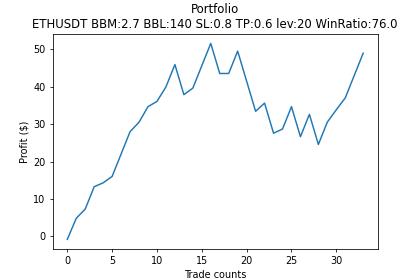 Portfolio
ETHUSDT BBM:2.7 BBL:140 SL:0.8 TP:0.6 lev:20 WinRatio:76.0
50
40
30
20
10
0
Profit ($)
0 5 10 15 20 25 30
Trade counts